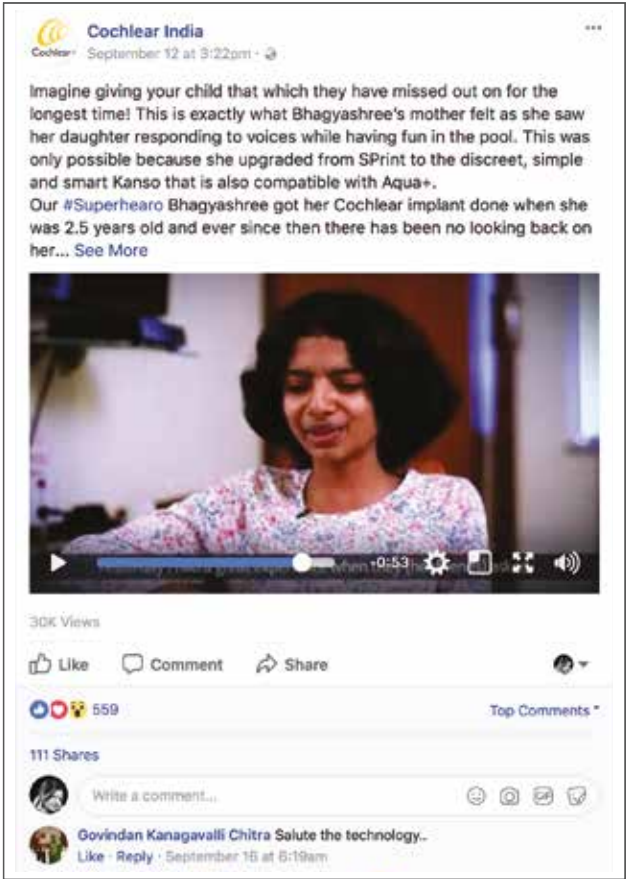 Cochlear India
Cochlear
September 12 at 3:22pm ·
Imagine giving your child that which they have missed out on for the
longest time! This is exactly what Bhagyashree's mother felt as she saw
her daughter responding to voices while having fun in the pool. This was
only possible because she upgraded from SPrint to the discreet, simple
and smart Kanso that is also compatible with Aqua+.
Our #Superhearo Bhagyashree got her Cochlear implant done when she
was 2.5 years old and ever since then there has been no looking back on
her... See More
-0:53
30K Views
Like Comment Share
559 Top Comments
111 Shares
Write a comment...
GIF
Govindan Kanagavalli Chitra Salute the technology..
Like · Reply · September 16 at 6:19am